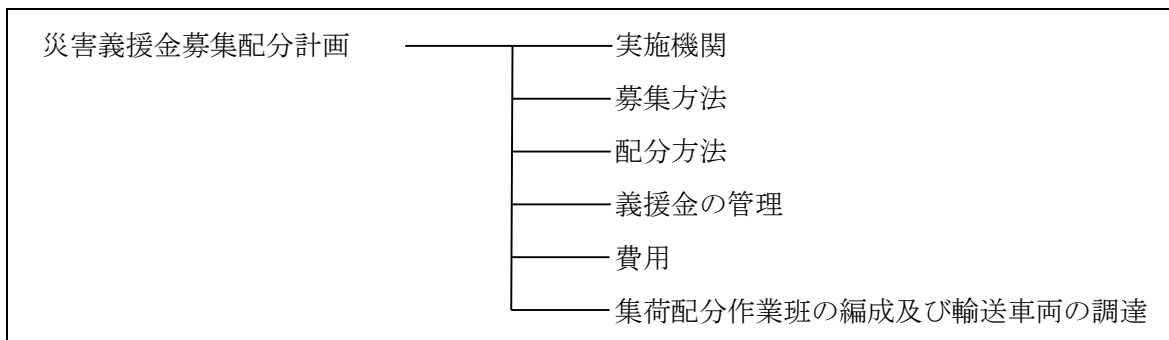 災害義援金募集配分計画
実施機関
募集方法
配分方法
義援金の管理
費用
集荷配分作業班の編成及び輸送車両の調達